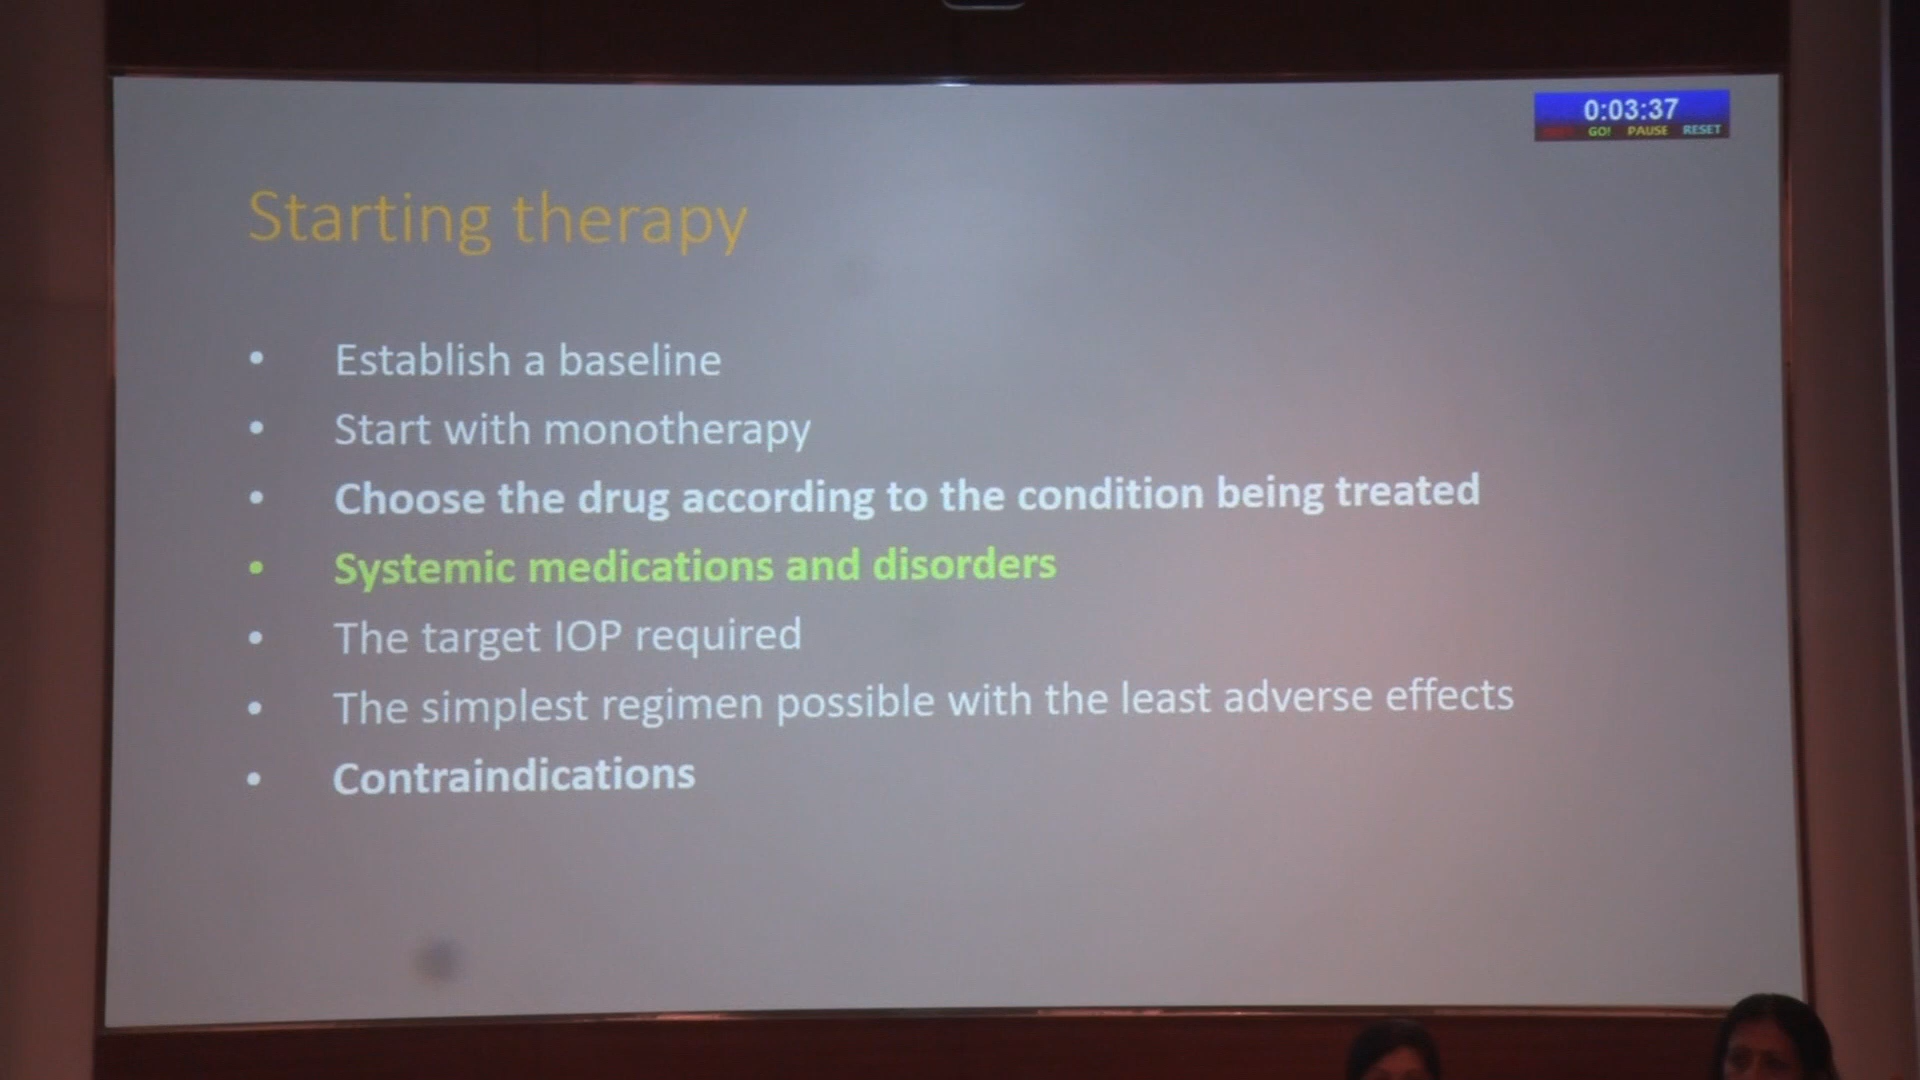 0:03:37
GO! PAUSE RESET
Starting therapy
• Establish a baseline
• Start with monotherapy
• Choose the drug according to the condition being treated
• Systemic medications and disorders
• The target IOP required
• The simplest regimen possible with the least adverse effects
• Contraindications